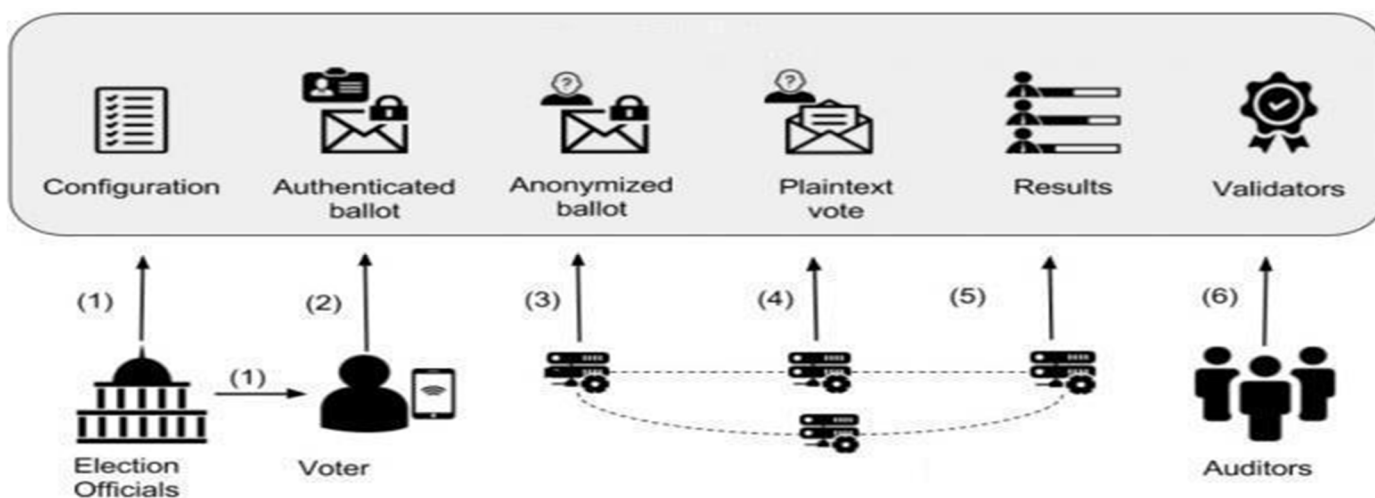 Configuration
Authenticated
ballot
Anonymized
ballot
Plaintext
vote
Results
Validators
(1)
(2)
(3)
(4)
(5)
(6)
(1)
Election
Officials
Voter
Auditors